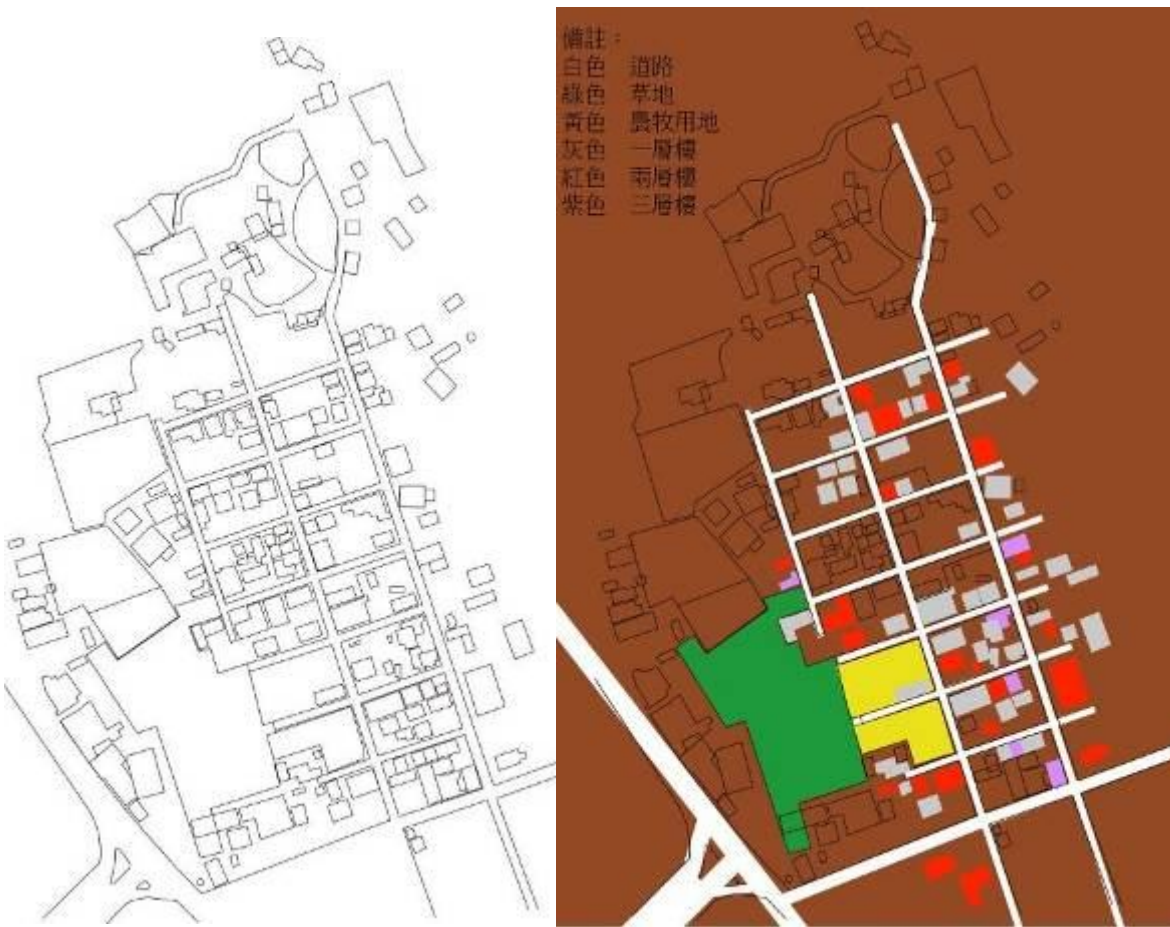 備註：
白色 道路
綠色 草地
黃色 農牧用地
灰色 一層樓
紅色 兩層樓
紫色 三層樓